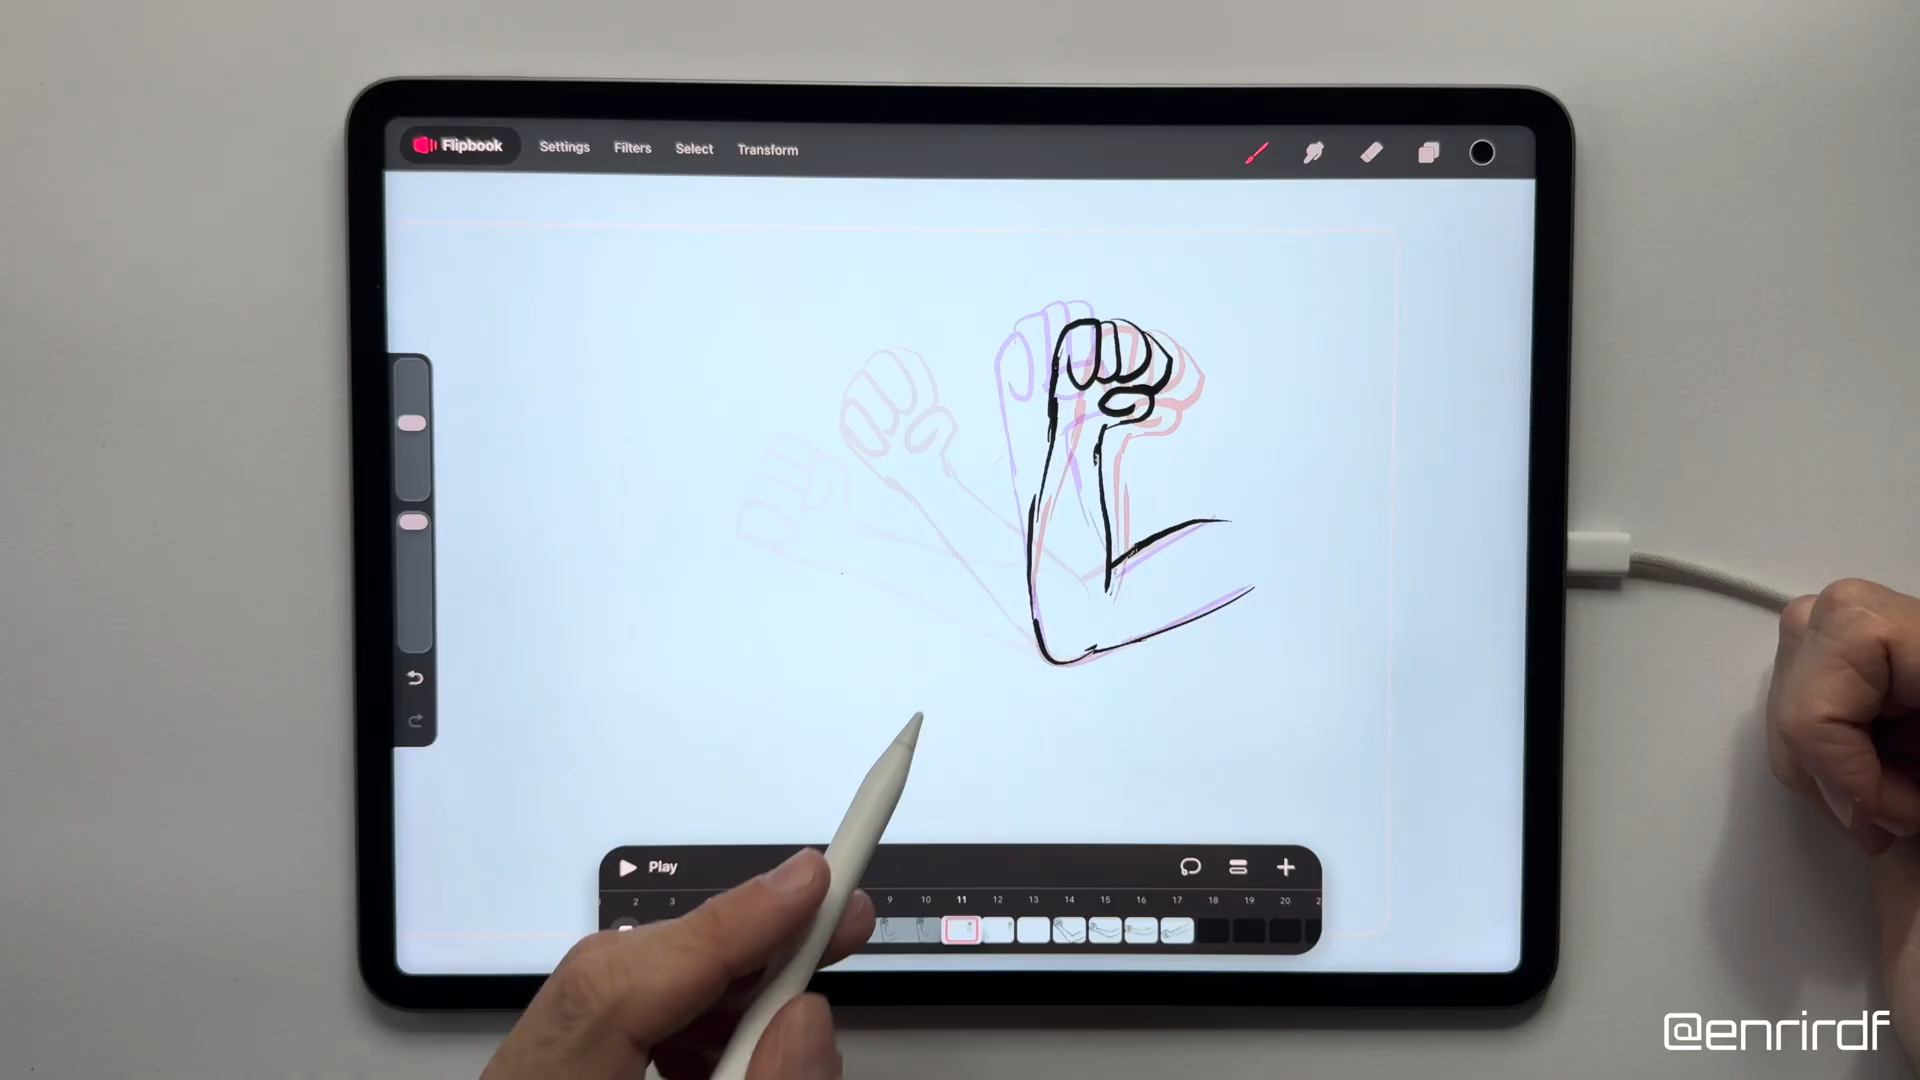 Flipbook Settings Filters Select Transform
Play
2 3 9 10 11 12 13 14 15 16 17 18 19 20
@enrirdf